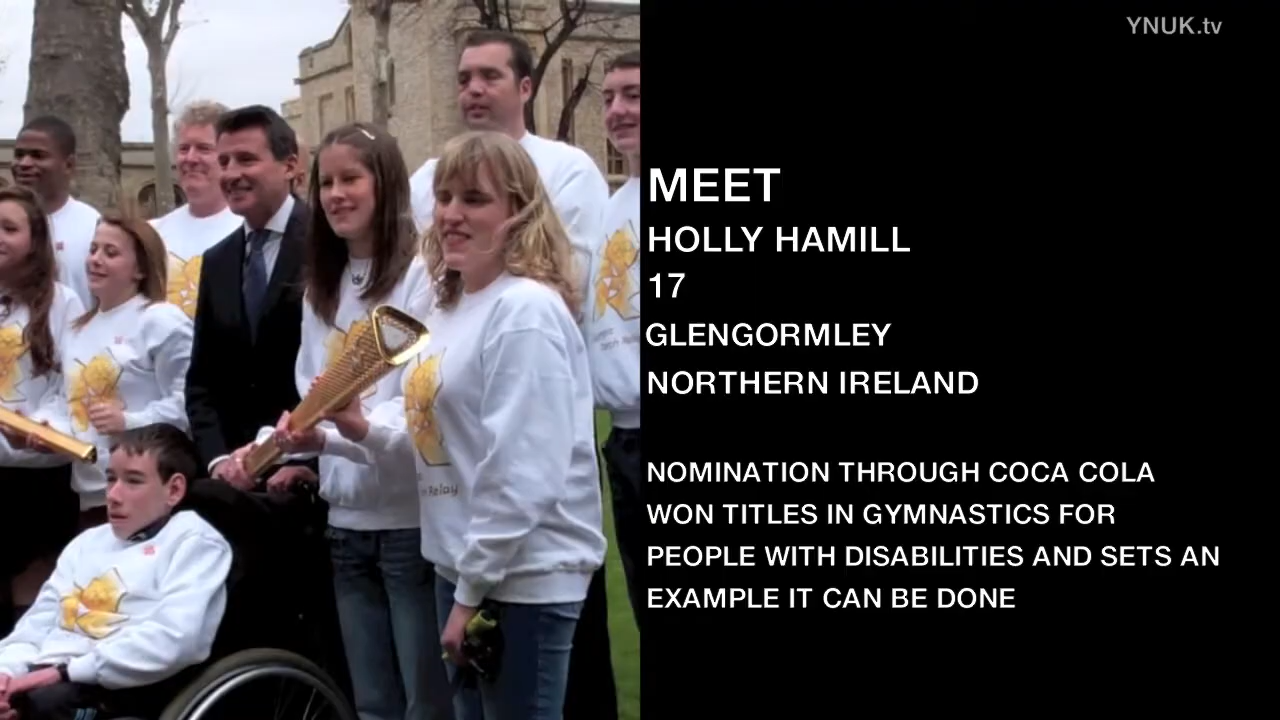 YNUK.tv
MEET
HOLLY HAMILL
17
GLENGORMLEY
NORTHERN IRELAND
NOMINATION THROUGH COCA COLA
WON TITLES IN GYMNASTICS FOR
PEOPLE WITH DISABILITIES AND SETS AN
EXAMPLE IT CAN BE DONE
Relay